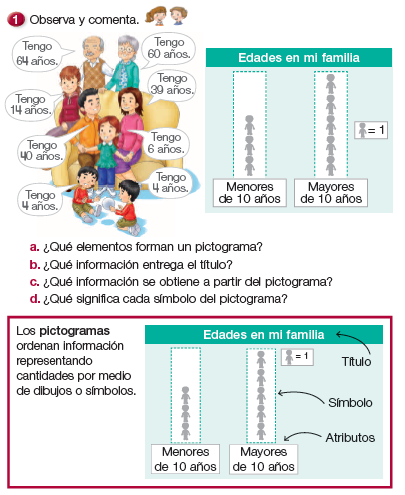 1 Observa y comenta.
Tengo
64 años.
Tengo
60 años.
Tengo
39 años.
Tengo
14 años.
Tengo
40 años.
Tengo
6 años.
Tengo
4 años.
Tengo
4 años.
Edades en mi familia
= 1
Menores
de 10 años
Mayores
de 10 años
a. ¿Qué elementos forman un pictograma?
b. ¿Qué información entrega el título?
c. ¿Qué información se obtiene a partir del pictograma?
d. ¿Qué significa cada símbolo del pictograma?
Los pictogramas
ordenan información
representando
cantidades por medio
de dibujos o símbolos.
Edades en mi familia
= 1
Título
Símbolo
Atributos
Menores
de 10 años
Mayores
de 10 años